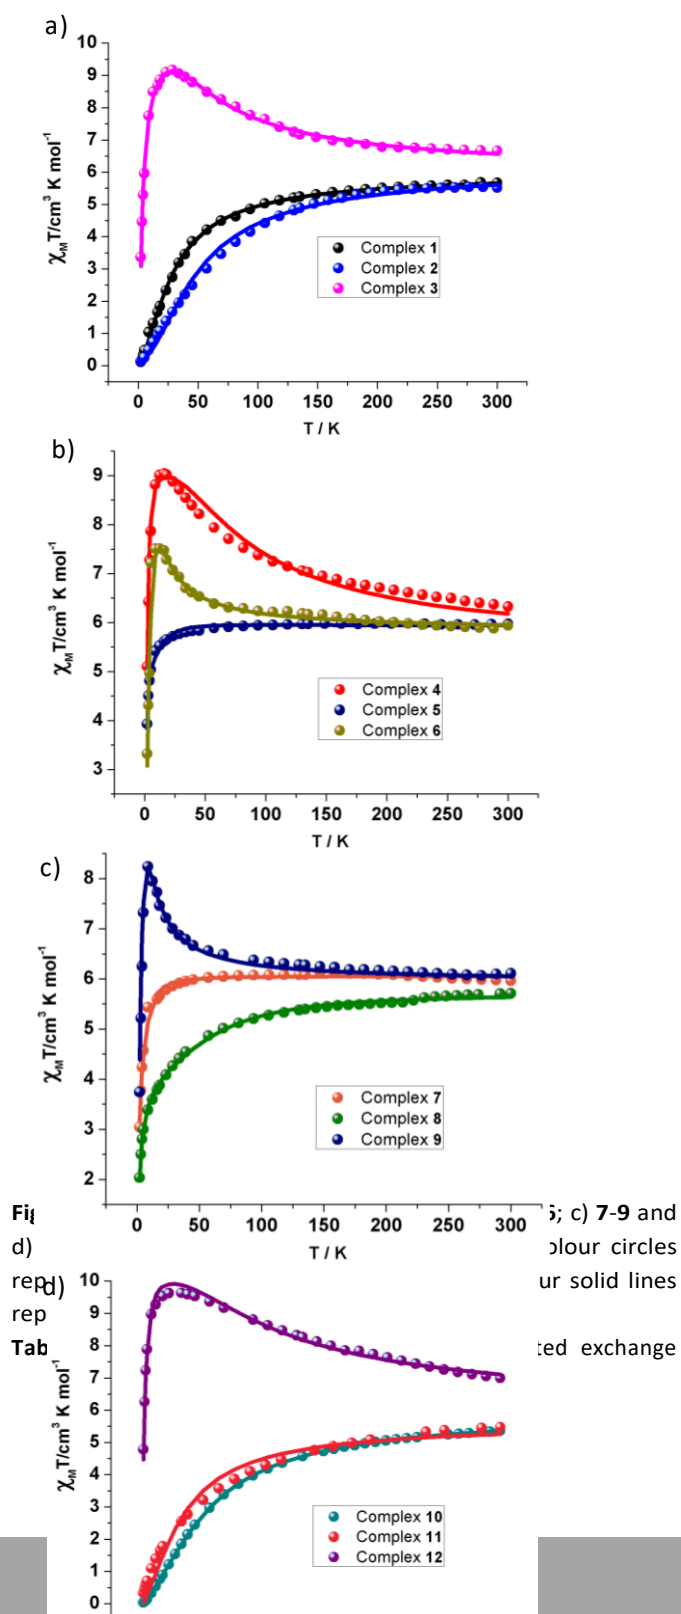 a)
10
9
8
7
6
5
4
3
2
1
0
χMT/cm³ K mol⁻¹
Complex 1
Complex 2
Complex 3
0 50 100 150 200 250 300
T / K
b)
9
8
7
6
5
4
3
χMT/cm³ K mol⁻¹
Complex 4
Complex 5
Complex 6
0 50 100 150 200 250 300
T / K
c)
8
7
6
5
4
3
2
χMT/cm³ K mol⁻¹
Complex 7
Complex 8
Complex 9
0 50 100 150 200 250 300
T / K
; c) 7-9 and
d) olour circles
rep ur solid lines
rep
Tab ted exchange
d)
10
9
8
7
6
5
4
3
2
1
0
χMT/cm³ K mol⁻¹
Complex 10
Complex 11
Complex 12